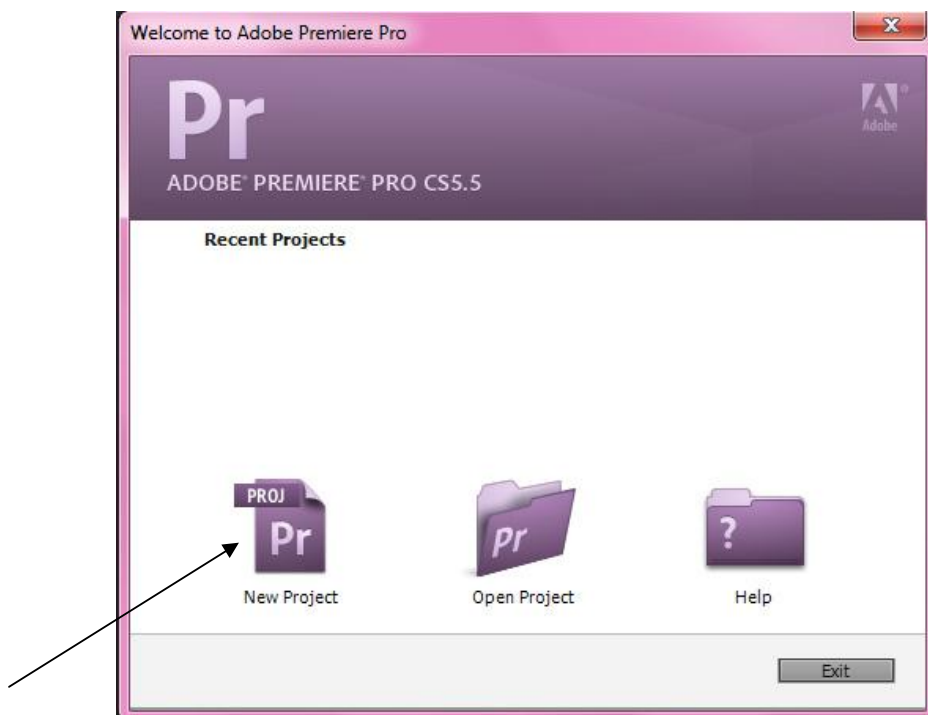 Welcome to Adobe Premiere Pro
X
Pr
Adobe
ADOBE® PREMIERE® PRO CS5.5
Recent Projects
PROJ
Pr
Pr
?
New Project
Open Project
Help
Exit